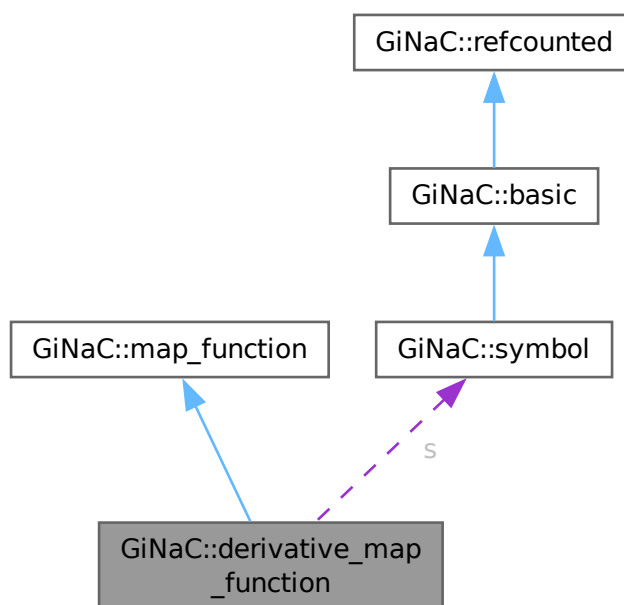 GiNaC::refcounted
GiNaC::basic
GiNaC::map_function
GiNaC::symbol
s
GiNaC::derivative_map
_function